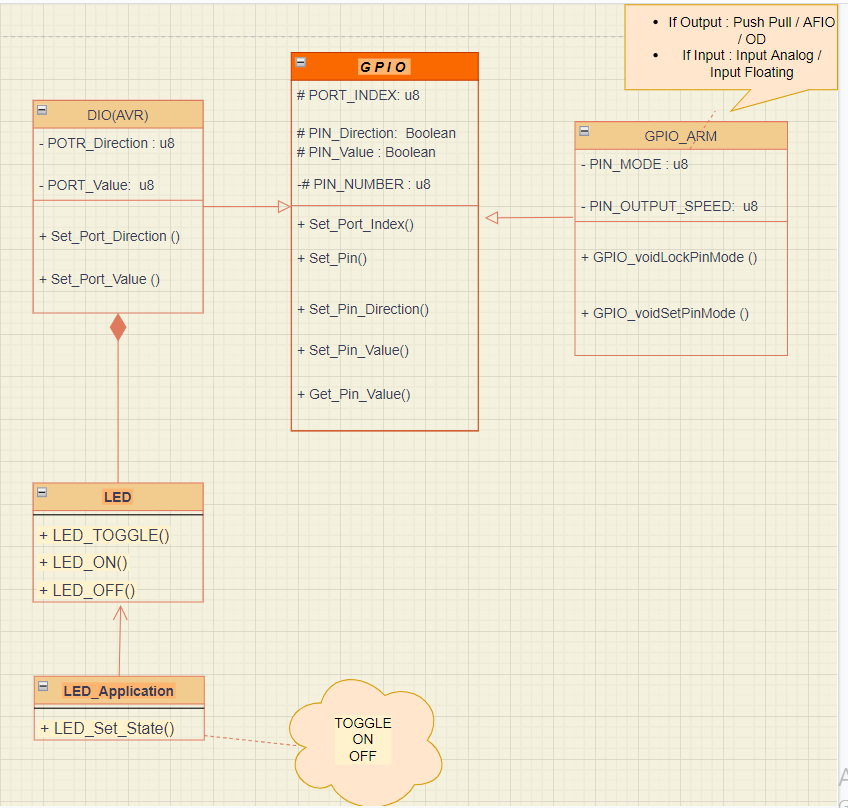 • If Output : Push Pull / AFIO
/ OD
• If Input : Input Analog /
Input Floating
GPIO
# PORT_INDEX: u8
# PIN_Direction: Boolean
# PIN_Value : Boolean
-# PIN_NUMBER : u8
+ Set_Port_Index()
+ Set_Pin()
+ Set_Pin_Direction()
+ Set_Pin_Value()
+ Get_Pin_Value()
DIO(AVR)
- POTR_Direction : u8
- PORT_Value: u8
+ Set_Port_Direction ()
+ Set_Port_Value ()
GPIO_ARM
- PIN_MODE : u8
- PIN_OUTPUT_SPEED: u8
+ GPIO_voidLockPinMode ()
+ GPIO_voidSetPinMode ()
LED
+ LED_TOGGLE()
+ LED_ON()
+ LED_OFF()
LED_Application
+ LED_Set_State()
TOGGLE
ON
OFF